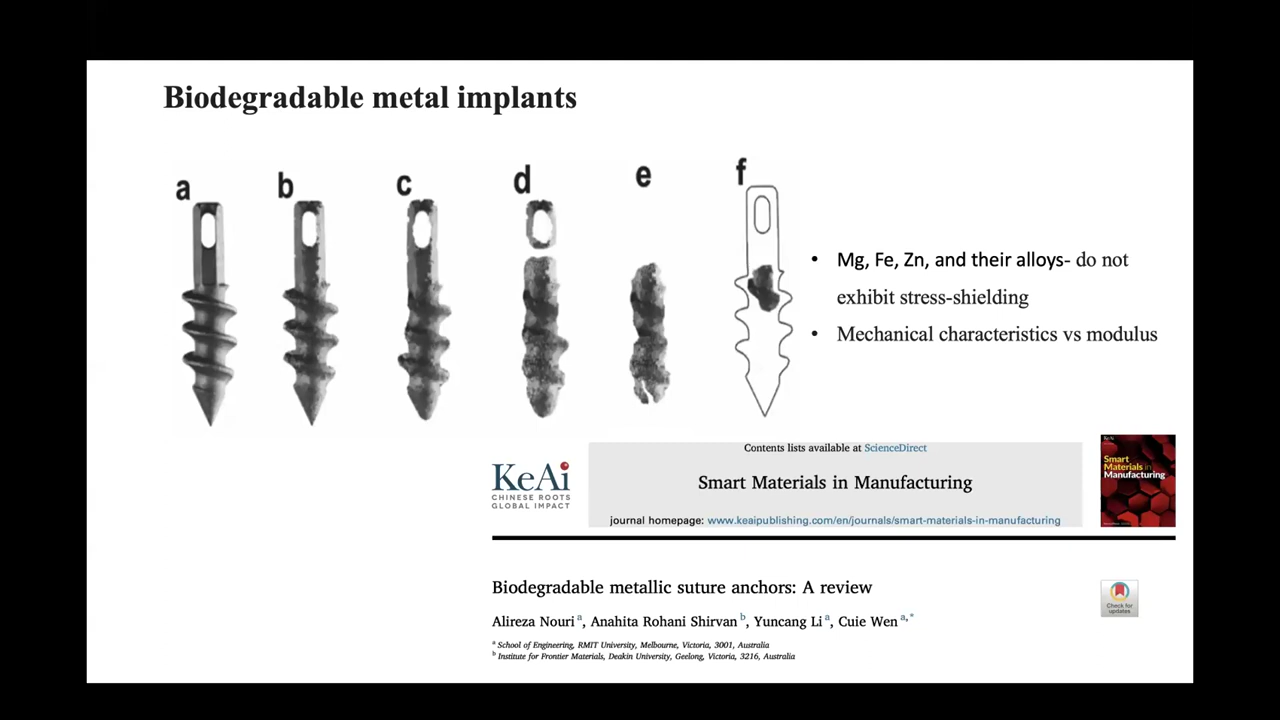 Biodegradable metal implants
a b c d e f
• Mg, Fe, Zn, and their alloys- do not
exhibit stress-shielding
• Mechanical characteristics vs modulus
KeAi
CHINESE ROOTS
GLOBAL IMPACT
Contents lists available at ScienceDirect
Smart Materials in Manufacturing
journal homepage: www.keaipublishing.com/en/journals/smart-materials-in-manufacturing
KeAi
Smart
Materials in
Manufacturing
Biodegradable metallic suture anchors: A review
Check for
updates
Alireza Nouri a, Anahita Rohani Shirvan b, Yuncang Li a, Cuie Wen a,*
a School of Engineering, RMIT University, Melbourne, Victoria, 3001, Australia
b Institute for Frontier Materials, Deakin University, Geelong, Victoria, 3216, Australia